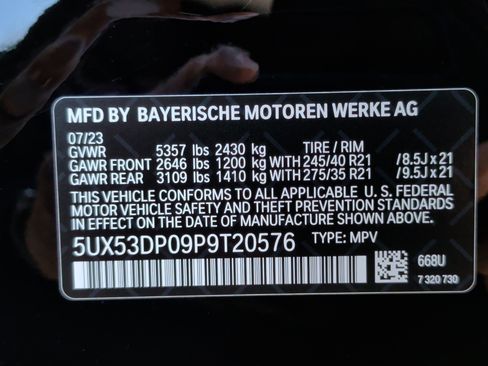 MFD BY BAYERISCHE MOTOREN WERKE AG
07/23
GVWR 5357 lbs 2430 kg TIRE / RIM
GAWR FRONT 2646 lbs 1200 kg WITH 245/40 R21 /8.5J x 21
GAWR REAR 3109 lbs 1410 kg WITH 275/35 R21 /9.5J x 21
THIS VEHICLE CONFORMS TO ALL APPLICABLE U. S. FEDERAL
MOTOR VEHICLE SAFETY AND THEFT PREVENTION STANDARDS
IN EFFECT ON THE DATE OF MANUFACTURE SHOWN ABOVE.
5UX53DP09P9T20576 TYPE: MPV
668U
7 320 730